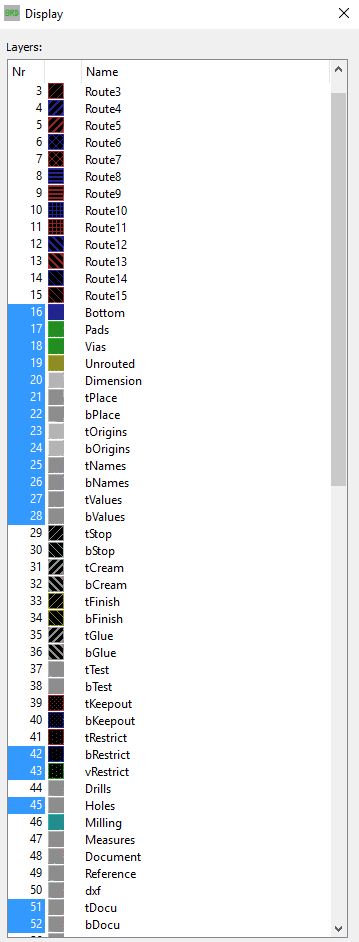 BRD Display
Layers:
Nr Name
3 Route3
4 Route4
5 Route5
6 Route6
7 Route7
8 Route8
9 Route9
10 Route10
11 Route11
12 Route12
13 Route13
14 Route14
15 Route15
16 Bottom
17 Pads
18 Vias
19 Unrouted
20 Dimension
21 tPlace
22 bPlace
23 tOrigins
24 bOrigins
25 tNames
26 bNames
27 tValues
28 bValues
29 tStop
30 bStop
31 tCream
32 bCream
33 tFinish
34 bFinish
35 tGlue
36 bGlue
37 tTest
38 bTest
39 tKeepout
40 bKeepout
41 tRestrict
42 bRestrict
43 vRestrict
44 Drills
45 Holes
46 Milling
47 Measures
48 Document
49 Reference
50 dxf
51 tDocu
52 bDocu